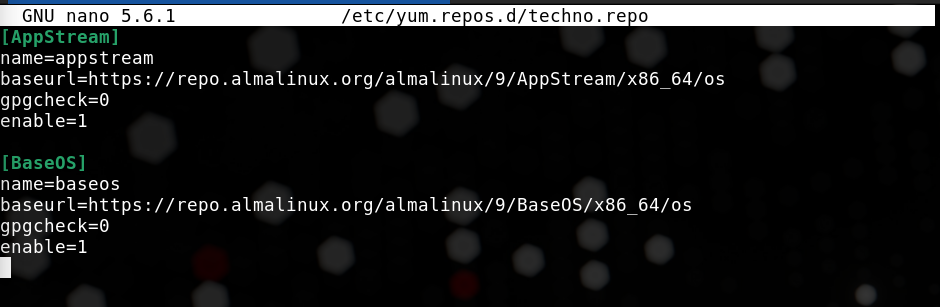 GNU nano 5.6.1 /etc/yum.repos.d/techno.repo
[AppStream]
name=appstream
baseurl=https://repo.almalinux.org/almalinux/9/AppStream/x86_64/os
gpgcheck=0
enable=1
[BaseOS]
name=baseos
baseurl=https://repo.almalinux.org/almalinux/9/BaseOS/x86_64/os
gpgcheck=0
enable=1